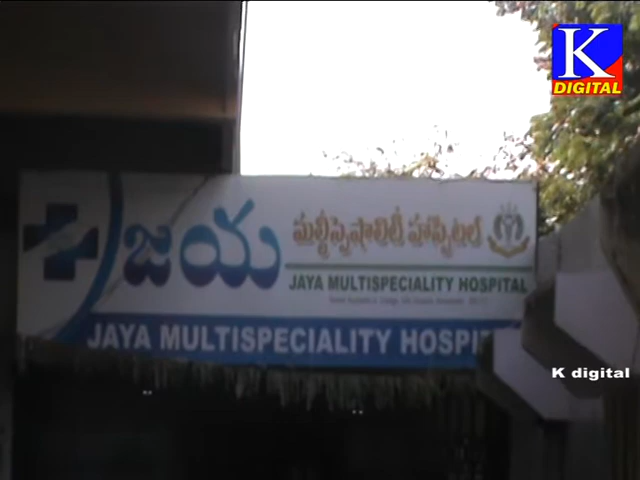 K
DIGITAL
జయ
మల్టీస్పెషాలిటీ హాస్పిటల్
JAYA MULTISPECIALITY HOSPITAL
JAYA MULTISPECIALITY HOSPIT
K digital